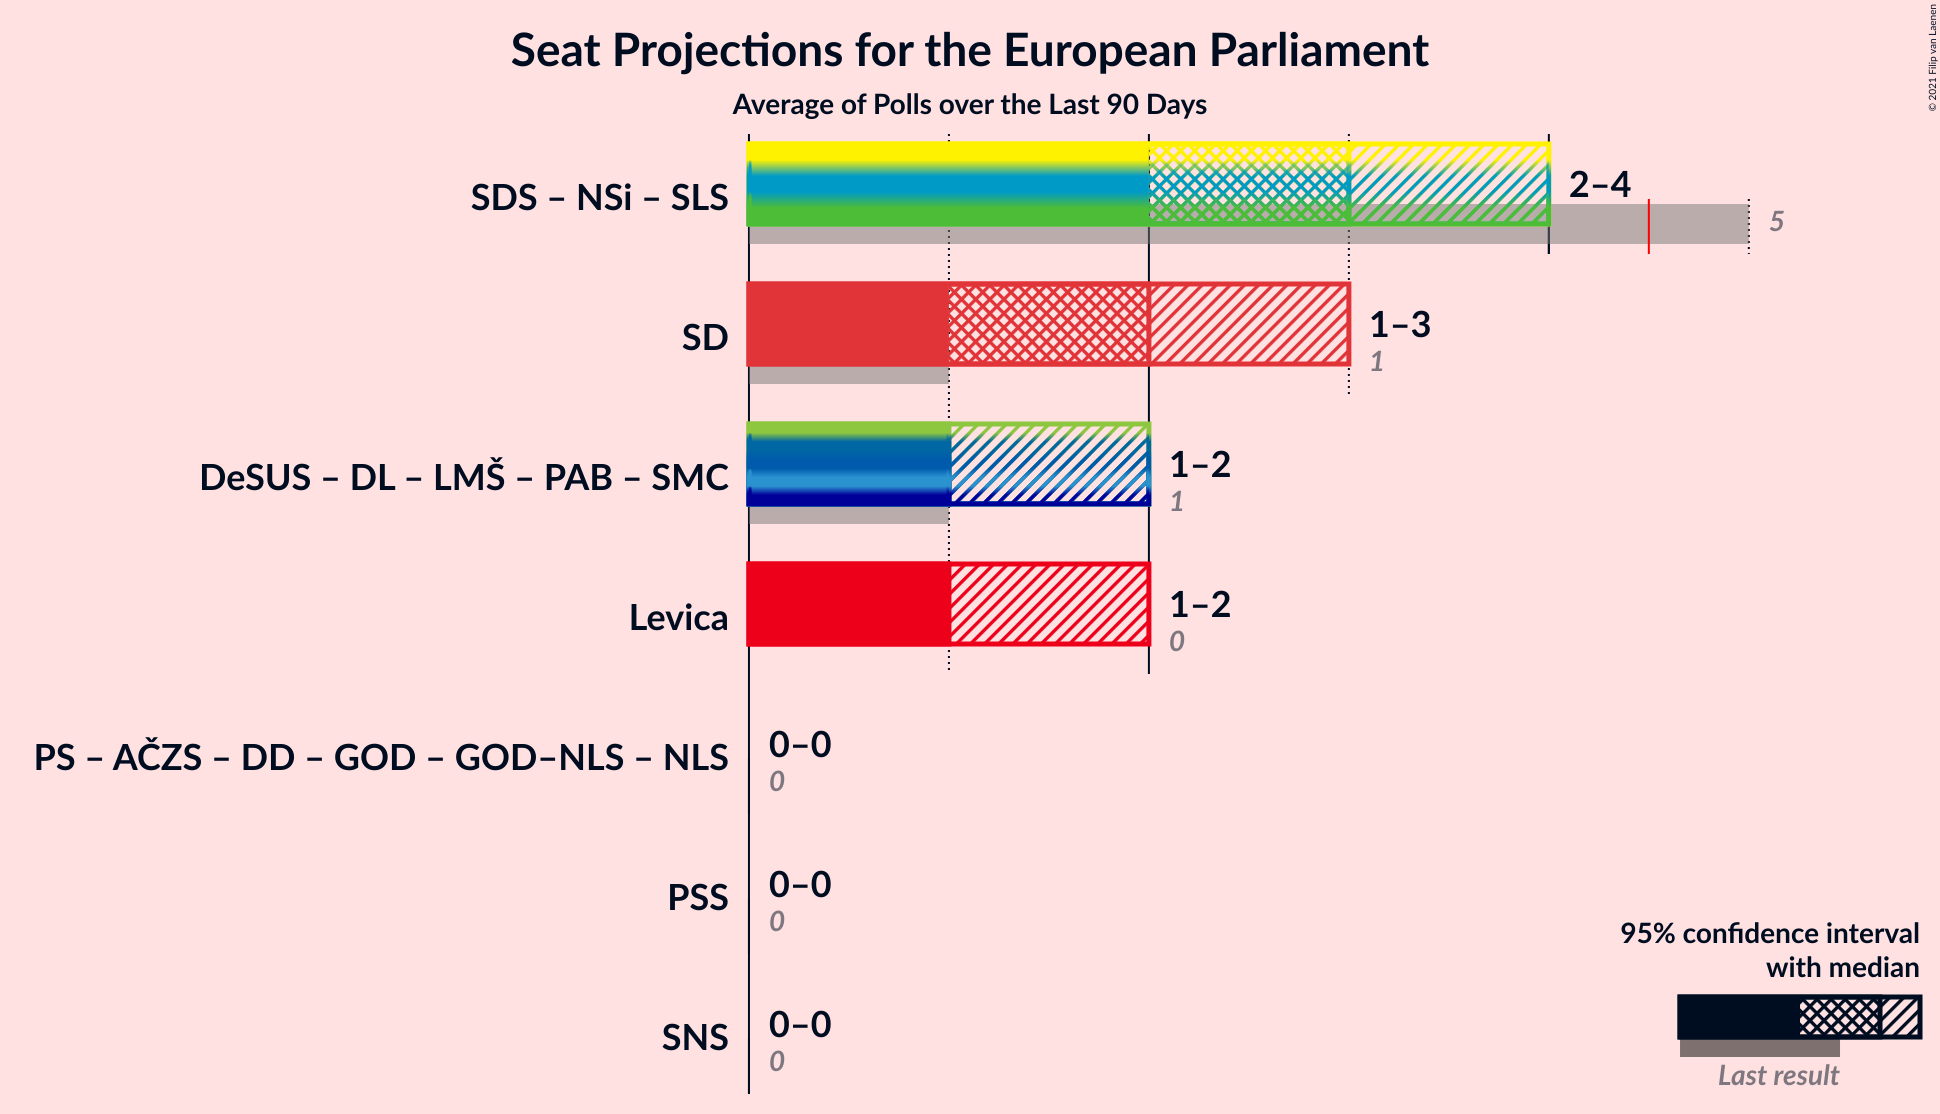 Seat Projections for the European Parliament
Average of Polls over the Last 90 Days
© 2021 Filip van Laenen
SDS – NSi – SLS
2–4
5
SD
1–3
1
DeSUS – DL – LMŠ – PAB – SMC
1–2
1
Levica
1–2
0
PS – AČZS – DD – GOD – GOD–NLS – NLS
0–0
0
PSS
0–0
0
SNS
0–0
0
95% confidence interval
with median
Last result